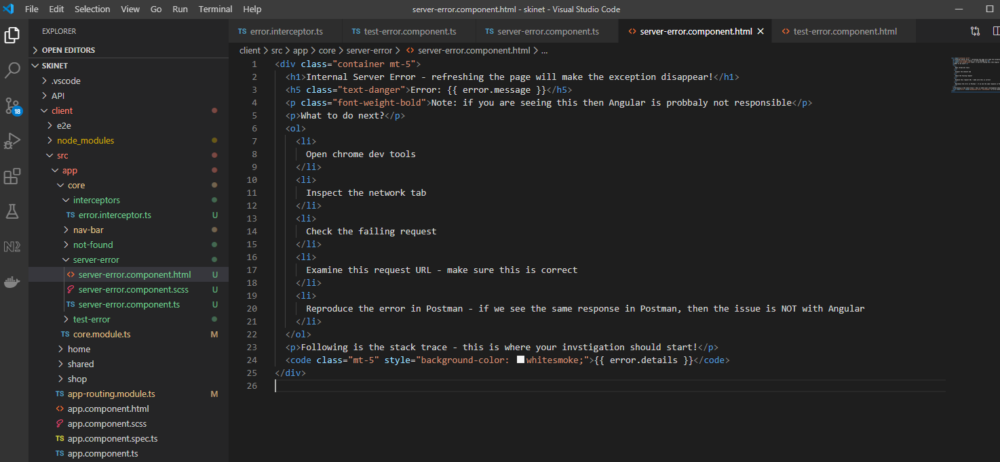 File Edit Selection View Go Run Terminal Help server-error.component.html - skinet - Visual Studio Code
EXPLORER
OPEN EDITORS
SKINET
.vscode
API
client
e2e
node_modules
src
app
core
interceptors
TS error.interceptor.ts U
nav-bar
not-found
server-error
<> server-error.component.html U
server-error.component.scss U
TS server-error.component.ts U
test-error
TS core.module.ts M
home
shared
shop
TS app-routing.module.ts M
<> app.component.html
app.component.scss
TS app.component.spec.ts
TS app.component.ts
18
TS error.interceptor.ts TS test-error.component.ts TS server-error.component.ts <> server-error.component.html <> test-error.component.html
client > src > app > core > server-error > <> server-error.component.html > ...
1 <div class="container mt-5">
2 <h1>Internal Server Error - refreshing the page will make the exception disappear!</h1>
3 <h5 class="text-danger">Error: {{ error.message }}</h5>
4 <p class="font-weight-bold">Note: if you are seeing this then Angular is probbaly not responsible</p>
5 <p>What to do next?</p>
6 <ol>
7 <li>
8 Open chrome dev tools
9 </li>
10 <li>
11 Inspect the network tab
12 </li>
13 <li>
14 Check the failing request
15 </li>
16 <li>
17 Examine this request URL - make sure this is correct
18 </li>
19 <li>
20 Reproduce the error in Postman - if we see the same response in Postman, then the issue is NOT with Angular
21 </li>
22 </ol>
23 <p>Following is the stack trace - this is where your invstigation should start!</p>
24 <code class="mt-5" style="background-color: whitesmoke;">{{ error.details }}</code>
25 </div>
26